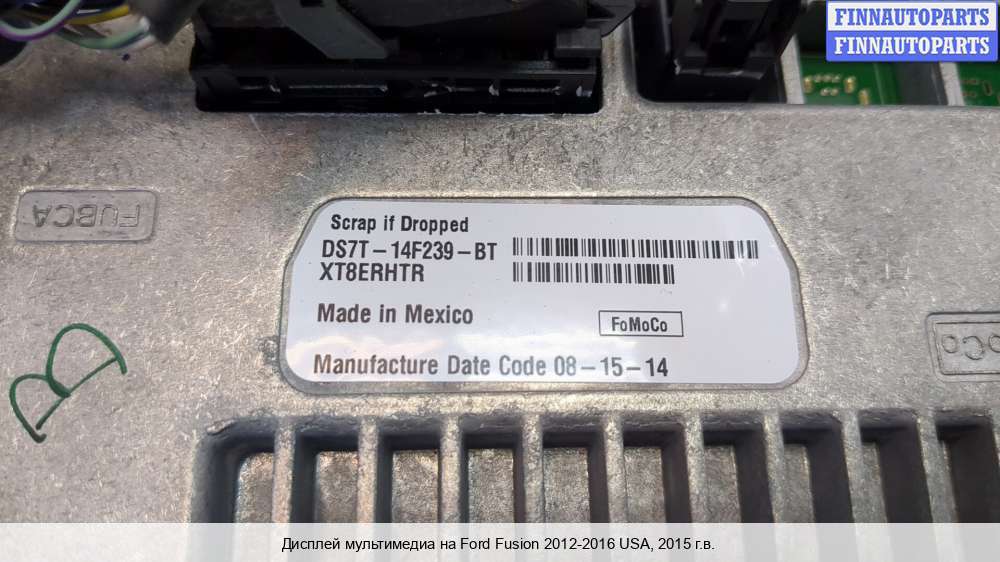 FINNAUTOPARTS
FINNAUTOPARTS
FUBCA
Scrap if Dropped
DS7T-14F239-BT
XT8ERHTR
Made in Mexico
FoMoCo
Manufacture Date Code 08-15-14
Дисплей мультимедиа на Ford Fusion 2012-2016 USA, 2015 г.в.